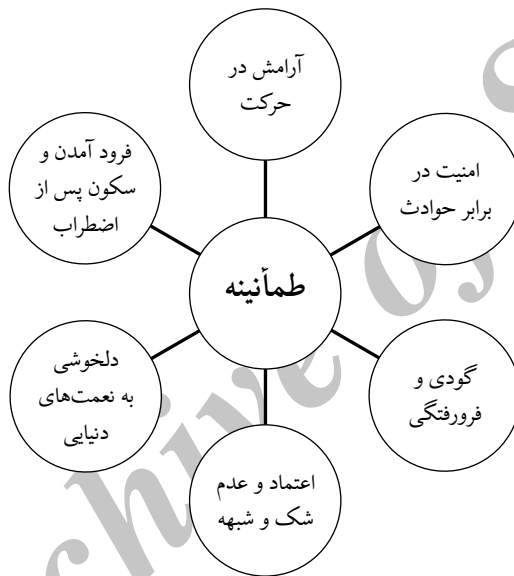 آرامش در
حرکت
امنیت در
برابر حوادث
گودی و
فرورفتگی
اعتماد و عدم
شک و شبهه
دلخوشی
به نعمت‌های
دنیایی
فرود آمدن و
سکون پس از
اضطراب
طمأنینه